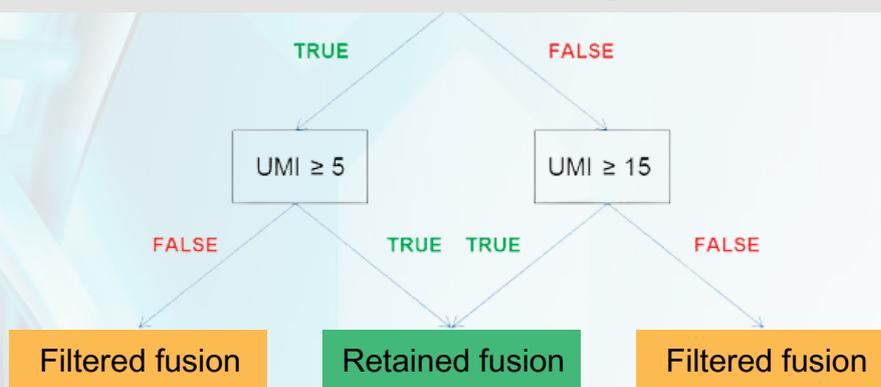 TRUE
FALSE
UMI ≥ 5
UMI ≥ 15
FALSE
TRUE
TRUE
FALSE
Filtered fusion
Retained fusion
Filtered fusion